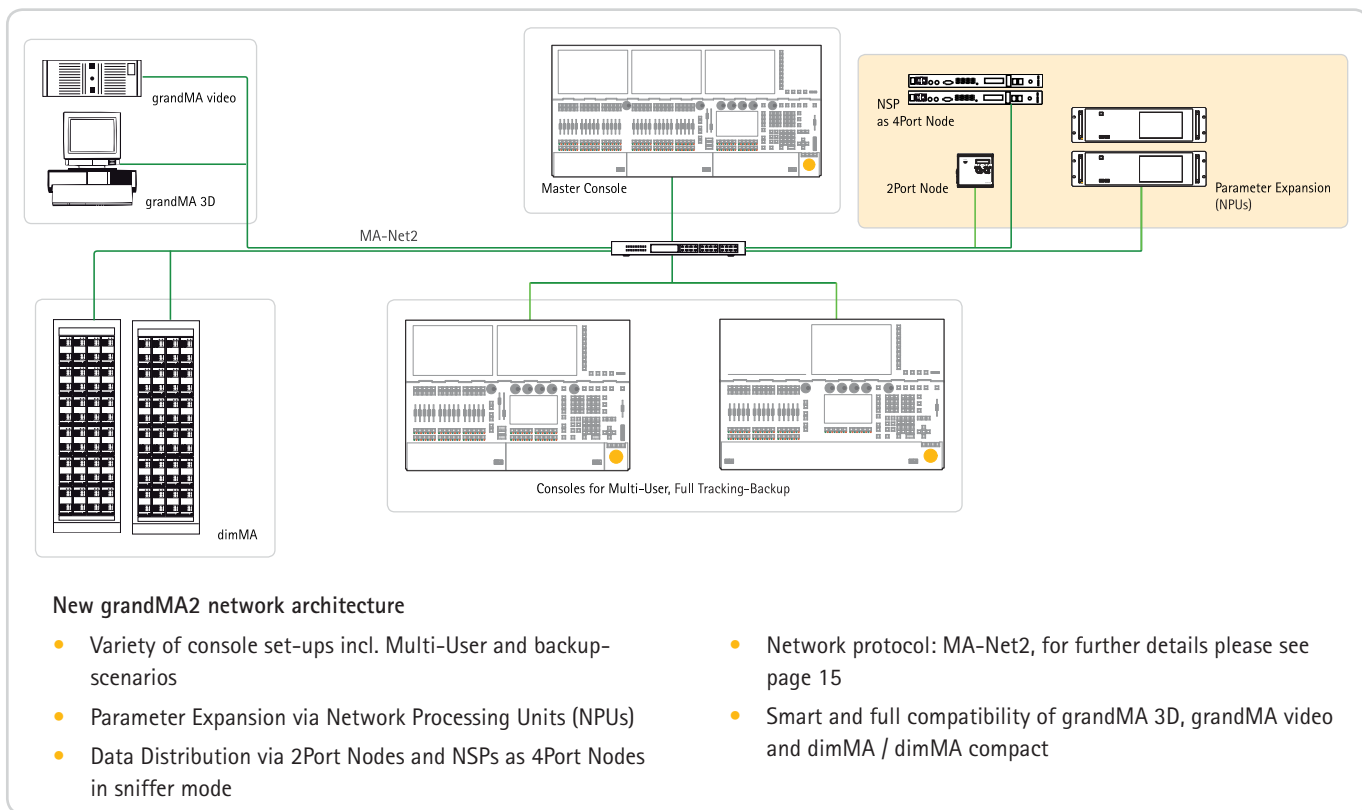 grandMA video
grandMA 3D
Master Console
NSP
as 4Port Node
2Port Node
Parameter Expansion
(NPUs)
MA-Net2
dimMA
Consoles for Multi-User, Full Tracking-Backup
New grandMA2 network architecture
• Variety of console set-ups incl. Multi-User and backup-
scenarios
• Parameter Expansion via Network Processing Units (NPUs)
• Data Distribution via 2Port Nodes and NSPs as 4Port Nodes
in sniffer mode
• Network protocol: MA-Net2, for further details please see
page 15
• Smart and full compatibility of grandMA 3D, grandMA video
and dimMA / dimMA compact